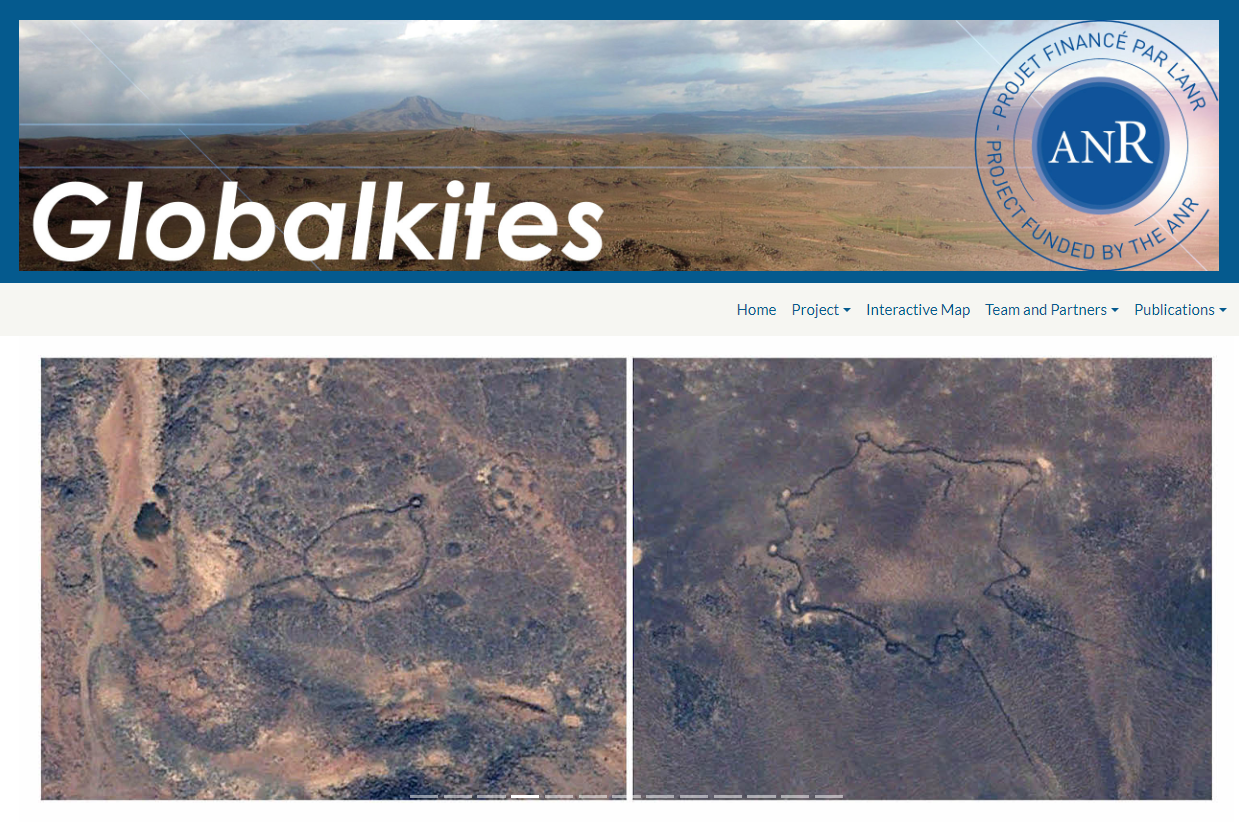 Globalkites
PROJET FINANCÉ PAR L'ANR -
PROJECT FUNDED BY THE ANR
ANR
Home Project Interactive Map Team and Partners Publications